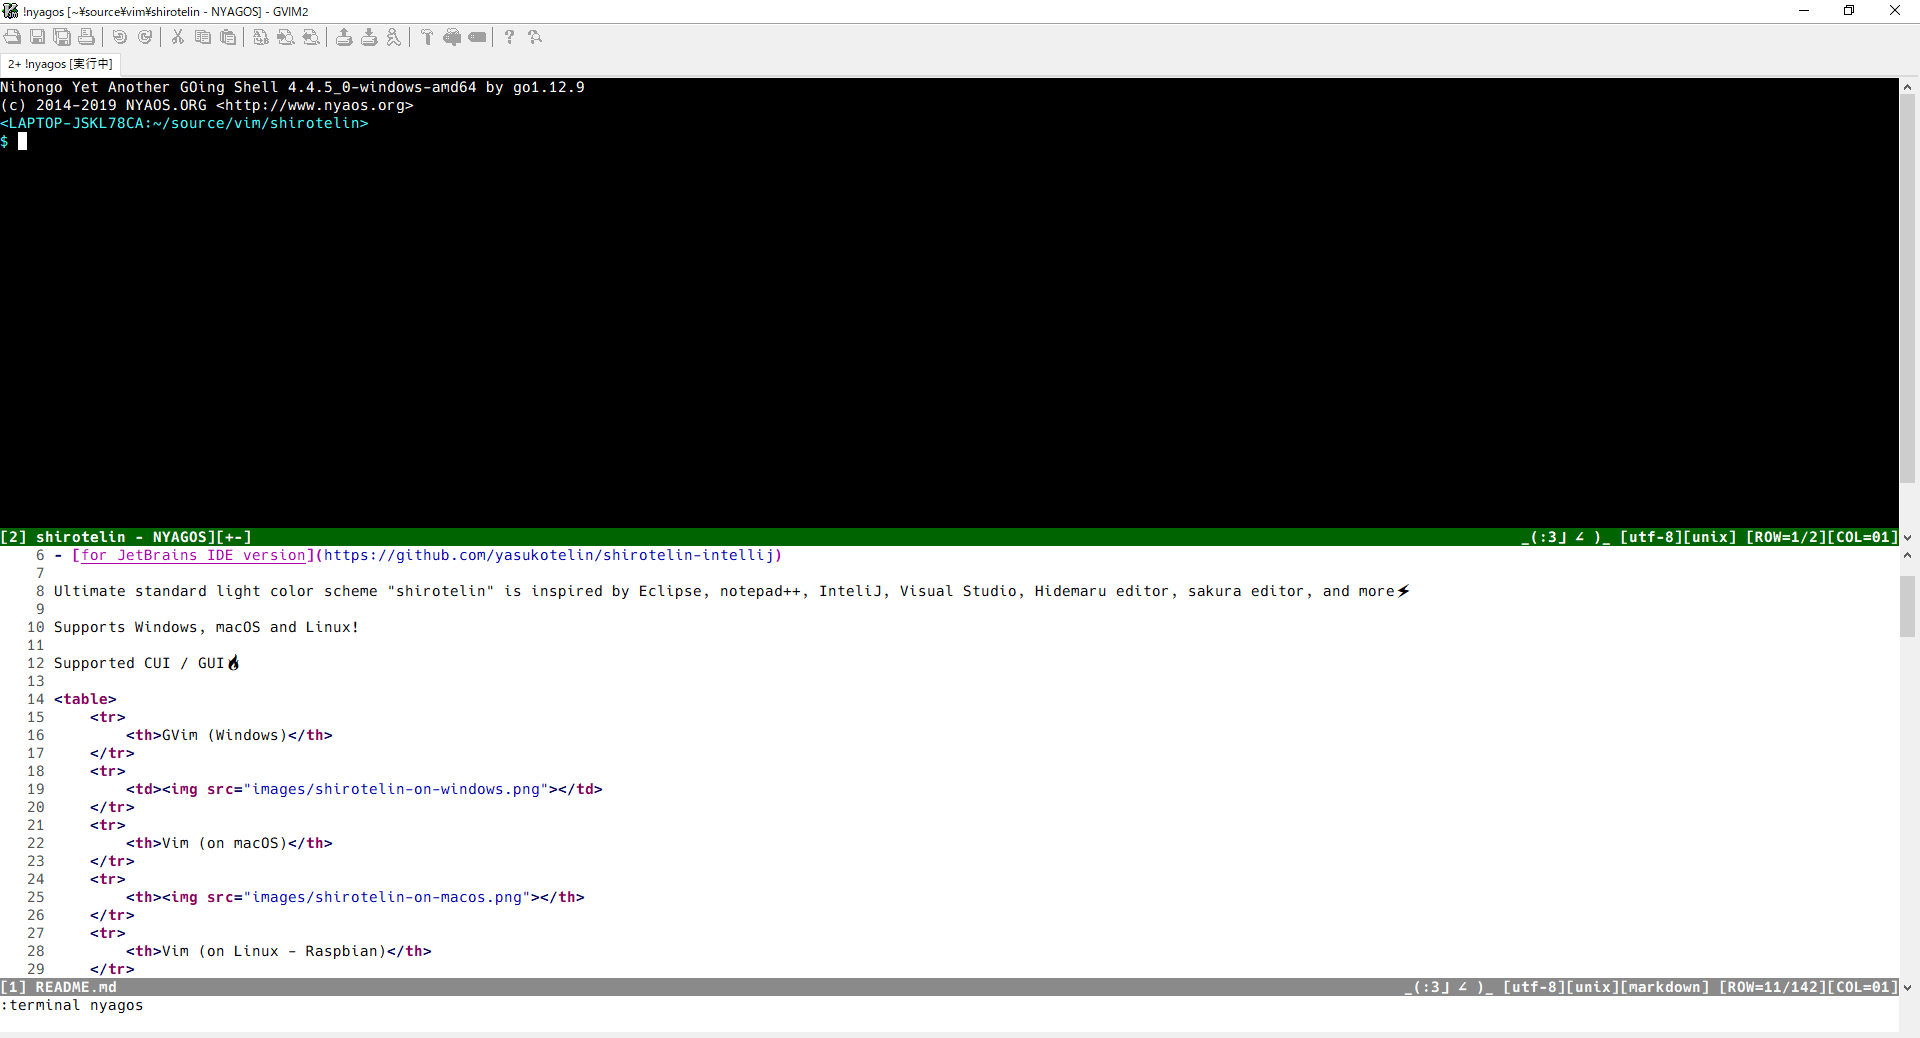 !nyagos [~¥source¥vim¥shirotelin - NYAGOS] - GVIM2
2+ !nyagos [実行中]
Nihongo Yet Another GOing Shell 4.4.5_0-windows-amd64 by go1.12.9
(c) 2014-2019 NYAOS.ORG <http://www.nyaos.org>
<LAPTOP-JSKL78CA:~/source/vim/shirotelin>
$
[2] shirotelin - NYAGOS][+-] _(:3」∠ )_ [utf-8][unix] [ROW=1/2][COL=01]
6 - [for JetBrains IDE version](https://github.com/yasukotelin/shirotelin-intellij)
7
8 Ultimate standard light color scheme "shirotelin" is inspired by Eclipse, notepad++, InteliJ, Visual Studio, Hidemaru editor, sakura editor, and more⚡
9
10 Supports Windows, macOS and Linux!
11
12 Supported CUI / GUI🔥
13
14 <table>
15     <tr>
16         <th>GVim (Windows)</th>
17     </tr>
18     <tr>
19         <td><img src="images/shirotelin-on-windows.png"></td>
20     </tr>
21     <tr>
22         <th>Vim (on macOS)</th>
23     </tr>
24     <tr>
25         <th><img src="images/shirotelin-on-macos.png"></th>
26     </tr>
27     <tr>
28         <th>Vim (on Linux - Raspbian)</th>
29     </tr>
[1] README.md _(:3」∠ )_ [utf-8][unix][markdown] [ROW=11/142][COL=01]
:terminal nyagos